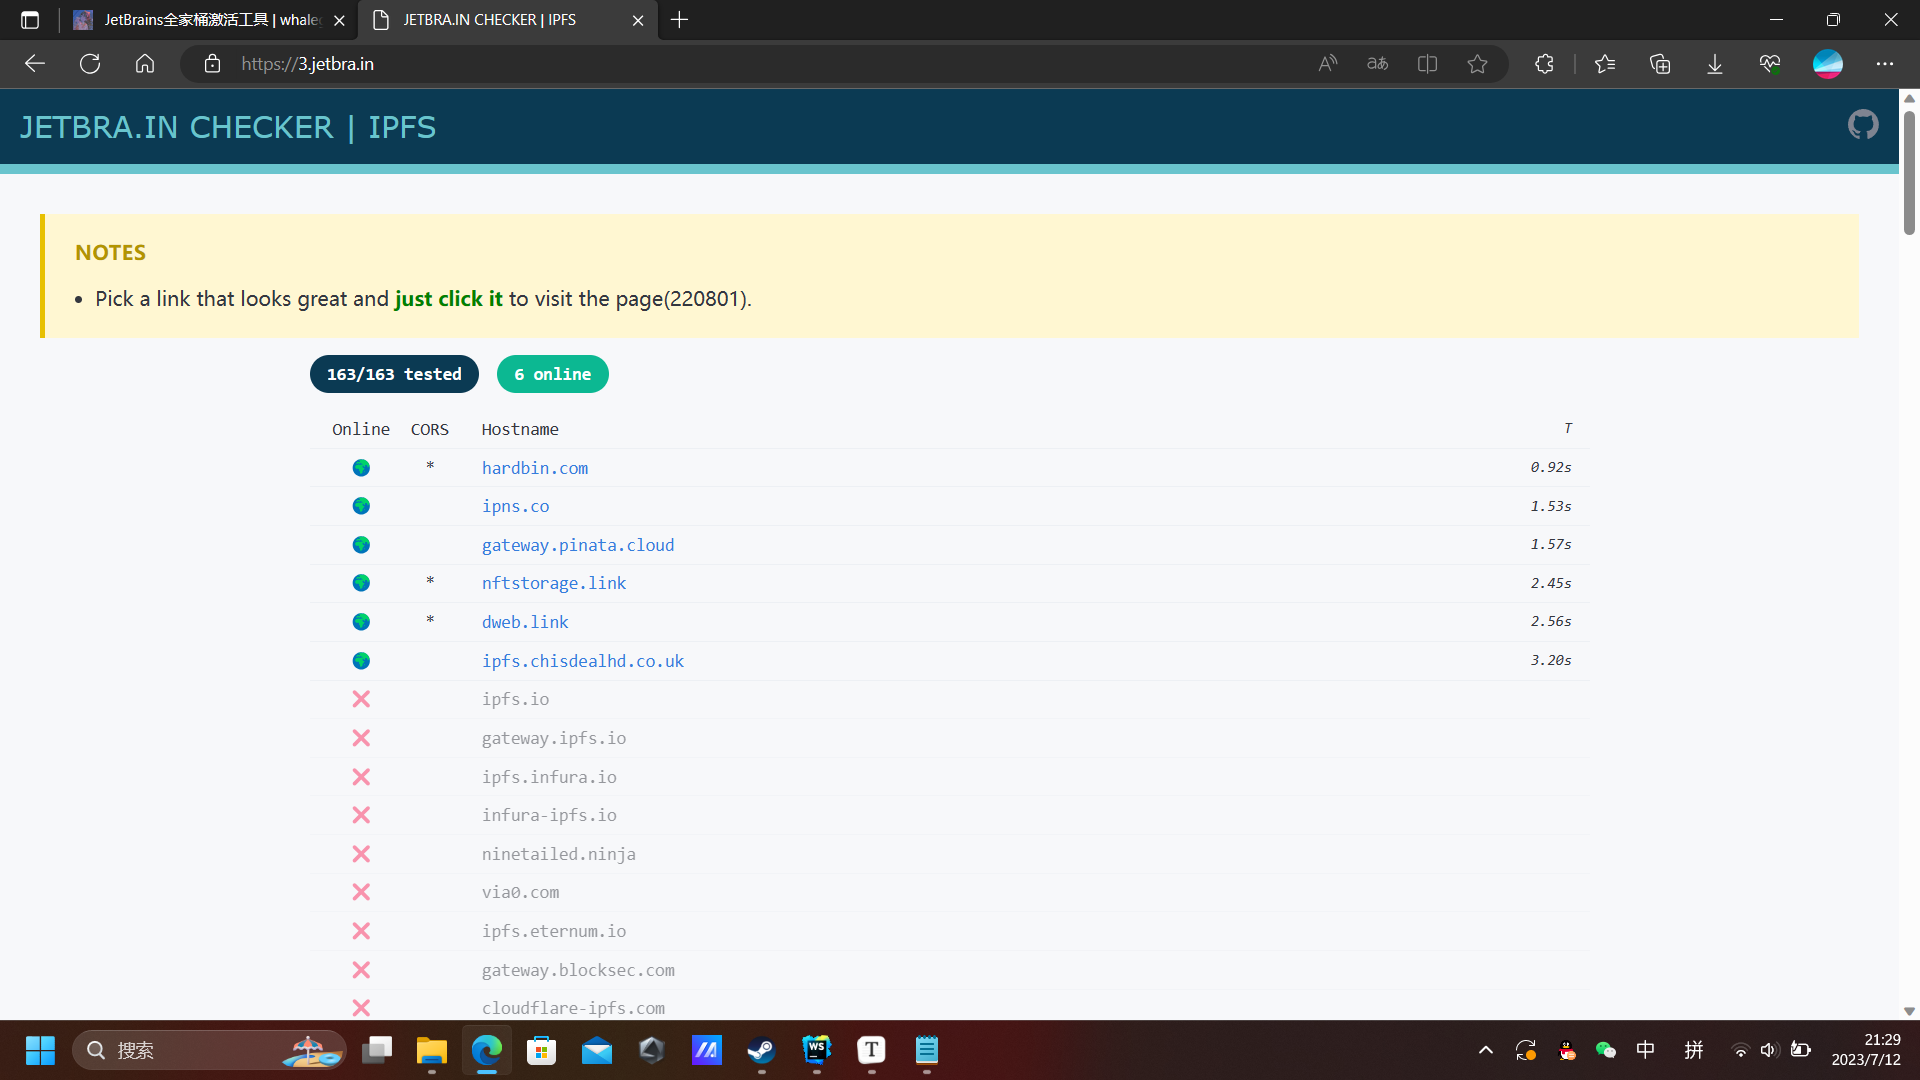 JetBrains全家桶激活工具 | whale
JETBRA.IN CHECKER | IPFS
https://3.jetbra.in
JETBRA.IN CHECKER | IPFS
NOTES
Pick a link that looks great and just click it to visit the page(220801).
163/163 tested 6 online
Online CORS Hostname T
* hardbin.com 0.92s
ipns.co 1.53s
gateway.pinata.cloud 1.57s
* nftstorage.link 2.45s
* dweb.link 2.56s
ipfs.chisdealhd.co.uk 3.20s
ipfs.io
gateway.ipfs.io
ipfs.infura.io
infura-ipfs.io
ninetailed.ninja
via0.com
ipfs.eternum.io
gateway.blocksec.com
cloudflare-ipfs.com
搜索
WS
T
中
拼
21:29
2023/7/12